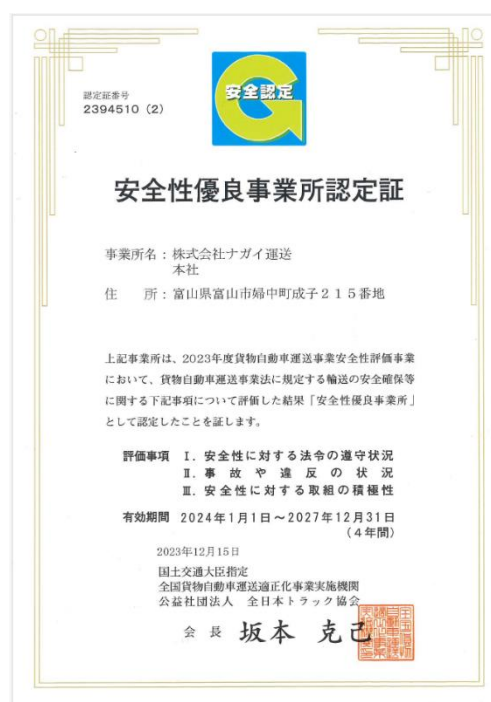 認定証番号
2394510（2）
安全認定
安全性優良事業所認定証
事業所名：株式会社ナガイ運送
本社
住　所：富山県富山市婦中町成子２１５番地
上記事業所は、2023年度貨物自動車運送事業安全性評価事業
において、貨物自動車運送事業法に規定する輸送の安全確保等
に関する下記事項について評価した結果「安全性優良事業所」
として認定したことを証します。
評価事項　Ⅰ．安全性に対する法令の遵守状況
Ⅱ．事故や違反の状況
Ⅲ．安全性に対する取組の積極性
有効期間　2024年1月1日～2027年12月31日
（４年間）
2023年12月15日
国土交通大臣指定
全国貨物自動車運送適正化事業実施機関
公益社団法人　全日本トラック協会
会長　坂本　克己